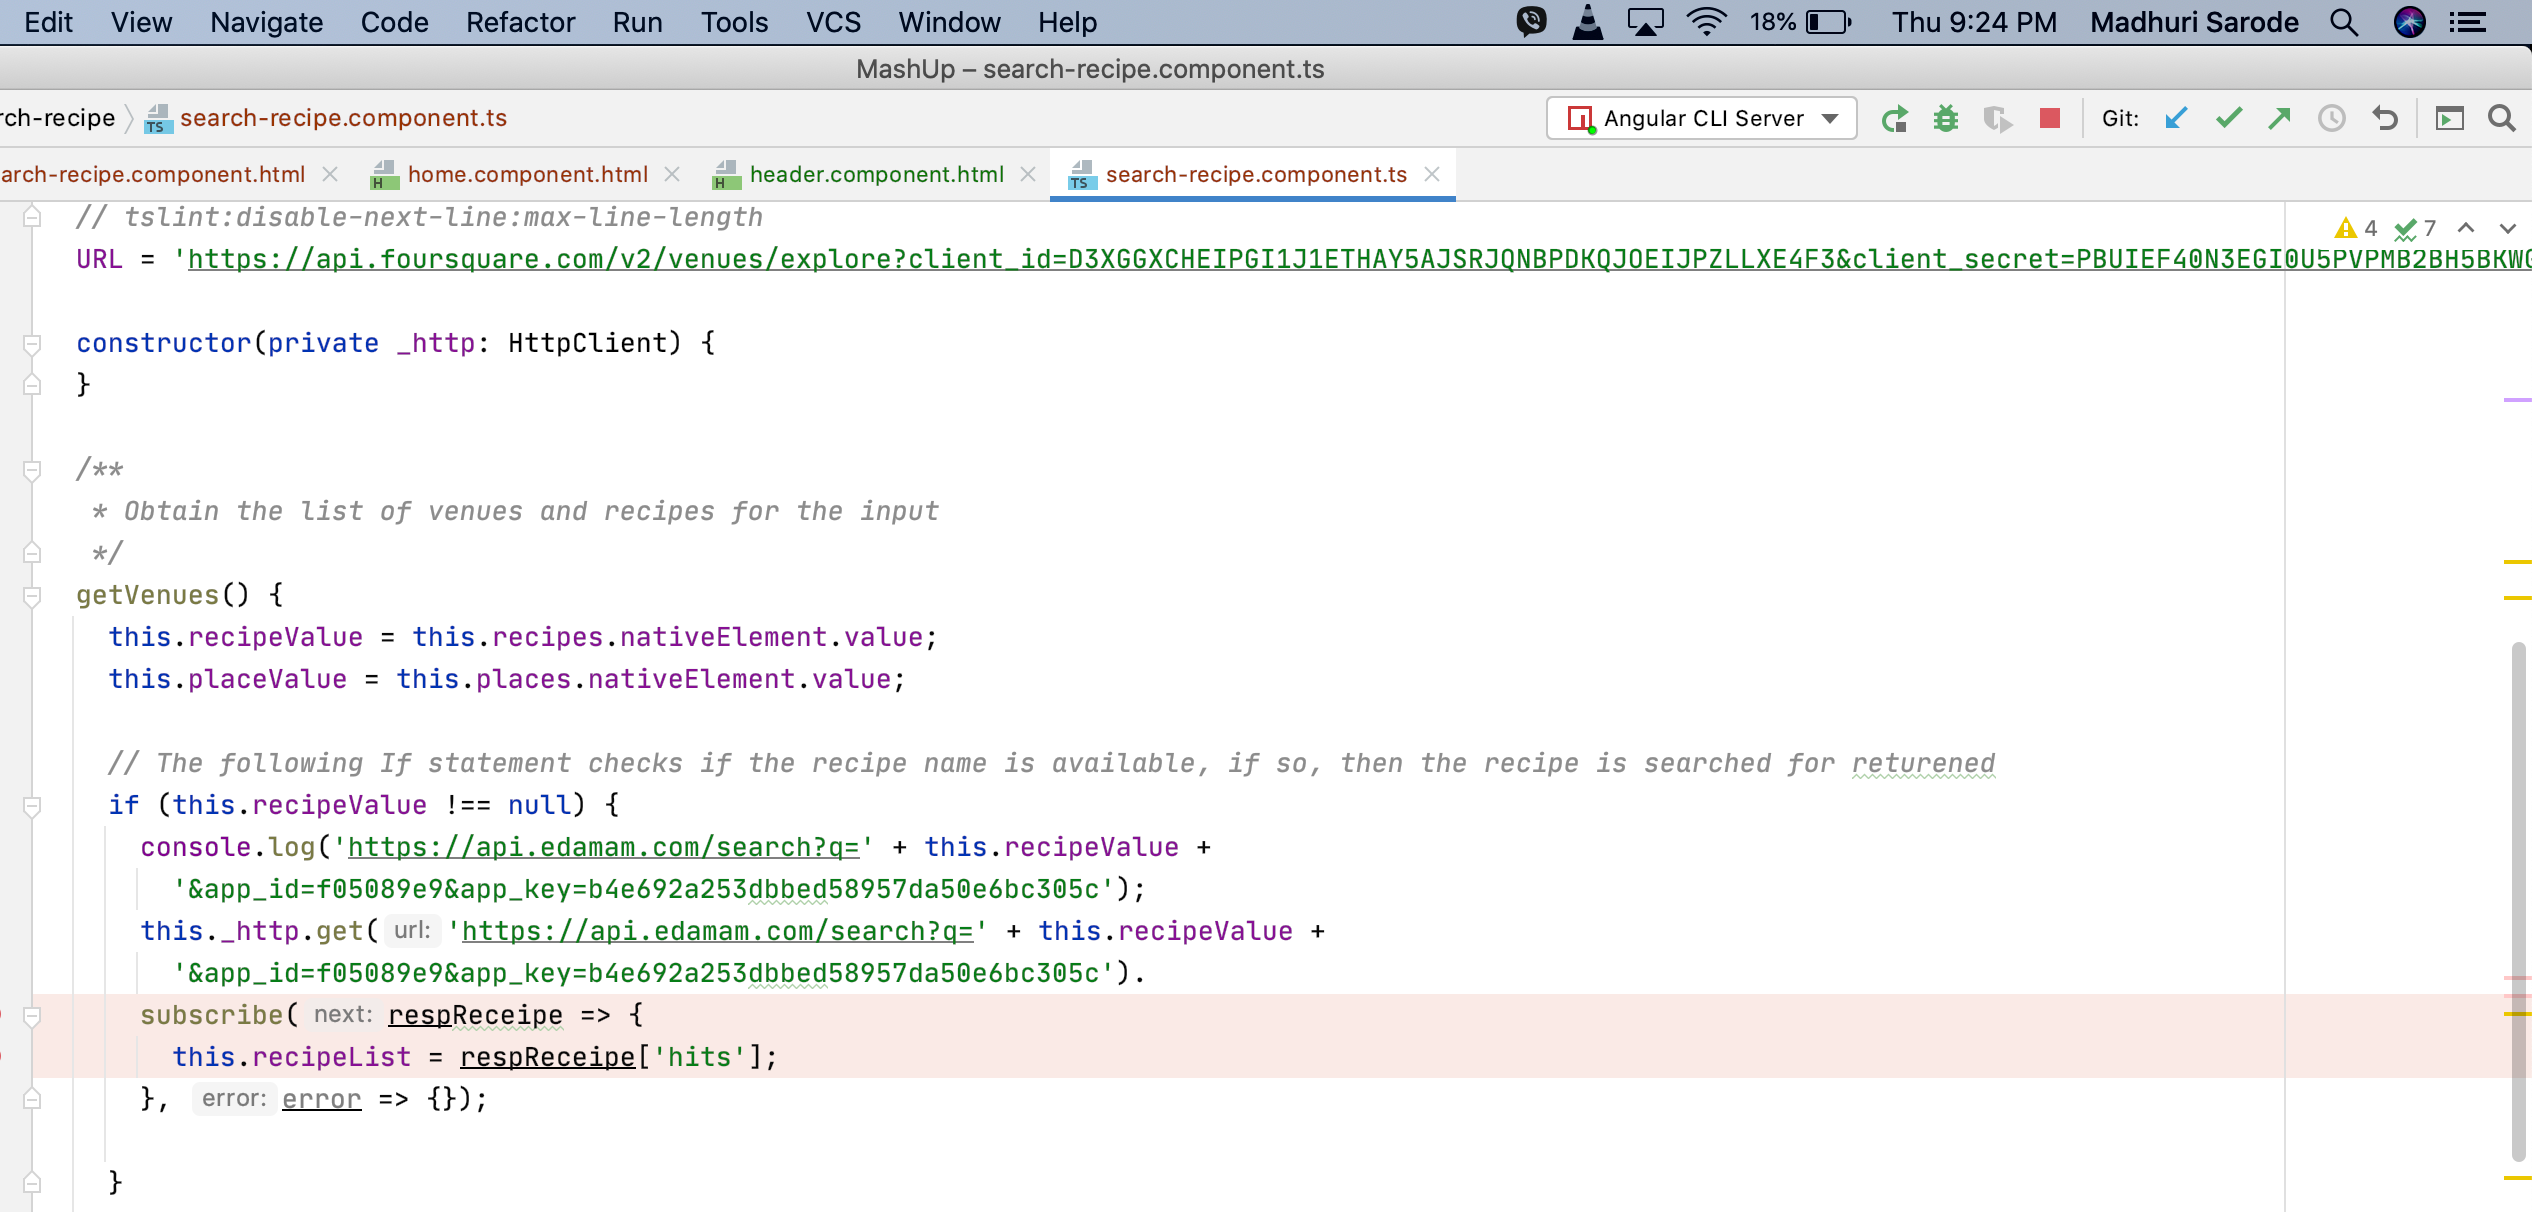 Edit View Navigate Code Refactor Run Tools VCS Window Help 18% Thu 9:24 PM Madhuri Sarode
MashUp – search-recipe.component.ts
rch-recipe search-recipe.component.ts Angular CLI Server Git:
arch-recipe.component.html home.component.html header.component.html search-recipe.component.ts
// tslint:disable-next-line:max-line-length
4 7
URL = 'https://api.foursquare.com/v2/venues/explore?client_id=D3XGGXCHEIPGI1J1ETHAY5AJSRJQNBPDKQJOEIJPZLLXE4F3&client_secret=PBUIEF40N3EGI0U5PVPMB2BH5BKWG
constructor(private _http: HttpClient) {
}
/**
* Obtain the list of venues and recipes for the input
*/
getVenues() {
this.recipeValue = this.recipes.nativeElement.value;
this.placeValue = this.places.nativeElement.value;
// The following If statement checks if the recipe name is available, if so, then the recipe is searched for returened
if (this.recipeValue !== null) {
console.log('https://api.edamam.com/search?q=' + this.recipeValue +
'&app_id=f05089e9&app_key=b4e692a253dbbed58957da50e6bc305c');
this._http.get( url: 'https://api.edamam.com/search?q=' + this.recipeValue +
'&app_id=f05089e9&app_key=b4e692a253dbbed58957da50e6bc305c').
subscribe( next: respReceipe => {
this.recipeList = respReceipe['hits'];
}, error: error => {});
}